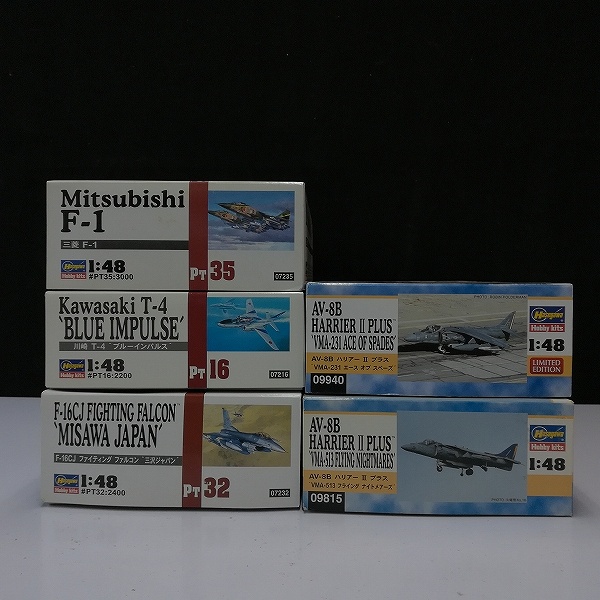 Mitsubishi
F-1
三菱 F-1
Hasegawa
Hobby kits
1:48
#PT35:3000
PT 35
07235
Kawasaki T-4
'BLUE IMPULSE'
川崎 T-4 "ブルーインパルス"
Hasegawa
Hobby kits
1:48
#PT16:2200
PT 16
07216
F-16CJ FIGHTING FALCON™
'MISAWA JAPAN'
F-16CJ ファイティング ファルコン "三沢ジャパン"
Hasegawa
Hobby kits
1:48
#PT32:2400
PT 32
07232
AV-8B
HARRIER II PLUS™
"VMA-231 ACE OF SPADES"
AV-8B ハリアー II プラス
"VMA-231 エース オブ スペーズ"
09940
Hasegawa
Hobby kits
1:48
LIMITED
EDITION
AV-8B
HARRIER II PLUS™
"VMA-513 FLYING NIGHTMARES"
AV-8B ハリアー II プラス
"VMA-513 フライング ナイトメアーズ"
09815
Hasegawa
Hobby kits
1:48